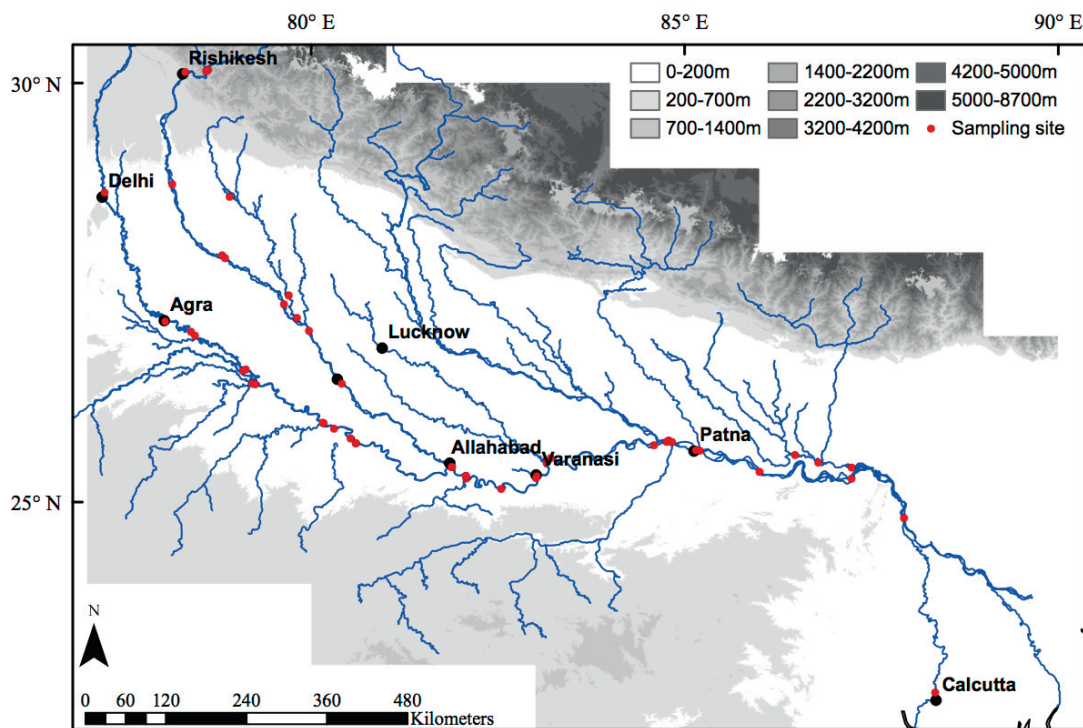 80° E 85° E 90° E
30° N
25° N
0-200m 1400-2200m 4200-5000m
200-700m 2200-3200m 5000-8700m
700-1400m 3200-4200m Sampling site
Rishikesh
Delhi
Agra
Lucknow
Allahabad
Varanasi
Patna
Calcutta
N
0 60 120 240 360 480
Kilometers